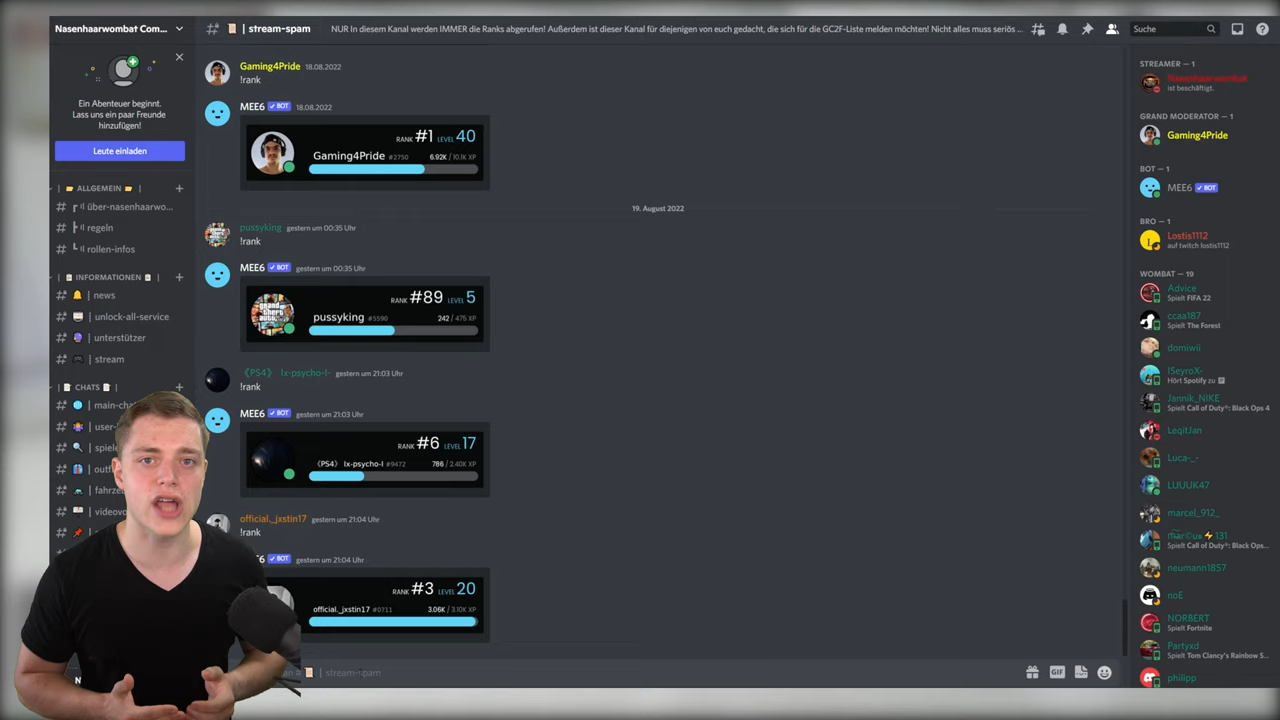 Nasenhaarwombat Com...
| stream-spam
NUR In diesem Kanal werden IMMER die Ranks abgerufen! Außerdem ist dieser Kanal für diejenigen von euch gedacht, die sich für die GC2F-Liste melden möchten! Nicht alles muss seriös ...
Suche
Ein Abenteuer beginnt.
Lass uns ein paar Freunde
hinzufügen!
Leute einladen
ALLGEMEIN
über-nasenhaarwo...
regeln
rollen-infos
INFORMATIONEN
| news
| unlock-all-service
| unterstützer
| stream
CHATS
| main-cha
| user-
| spiele
| outf
| fahrze
| videovo
Gaming4Pride 18.08.2022
!rank
MEE6 BOT 18.08.2022
RANK #1 LEVEL 40
Gaming4Pride #2750 6.92K / 10.1K XP
19. August 2022
pussyking gestern um 00:35 Uhr
!rank
MEE6 BOT gestern um 00:35 Uhr
RANK #89 LEVEL 5
pussyking #5590 242 / 475 XP
《PS4》 Ix-psycho-I- gestern um 21:03 Uhr
!rank
MEE6 BOT gestern um 21:03 Uhr
RANK #6 LEVEL 17
《PS4》 Ix-psycho-I #9472 786 / 2.40K XP
official._jxstin17 gestern um 21:04 Uhr
!rank
E6 BOT gestern um 21:04 Uhr
RANK #3 LEVEL 20
official._jxstin17 #0711 3.06K / 3.10K XP
| stream-spam
GIF
STREAMER — 1
Nasenhaarwombat
ist beschäftigt.
GRAND MODERATOR — 1
Gaming4Pride
BOT — 1
MEE6 BOT
BRO — 1
Lostis1112
auf twitch lostis1112
WOMBAT — 19
Advice
Spielt FIFA 22
ccaa187
Spielt The Forest
domiwii
ISeyroX-
Hört Spotify zu
Jannik_NIKE
Spielt Call of Duty®: Black Ops 4
LeqitJan
Luca-_-
LUUUK47
marcel_912_
131
Spielt Call of Duty®: Black Ops...
neumann1857
noE
NORBERT
Spielt Fortnite
Partyxd
Spielt Tom Clancy's Rainbow S...
philipp